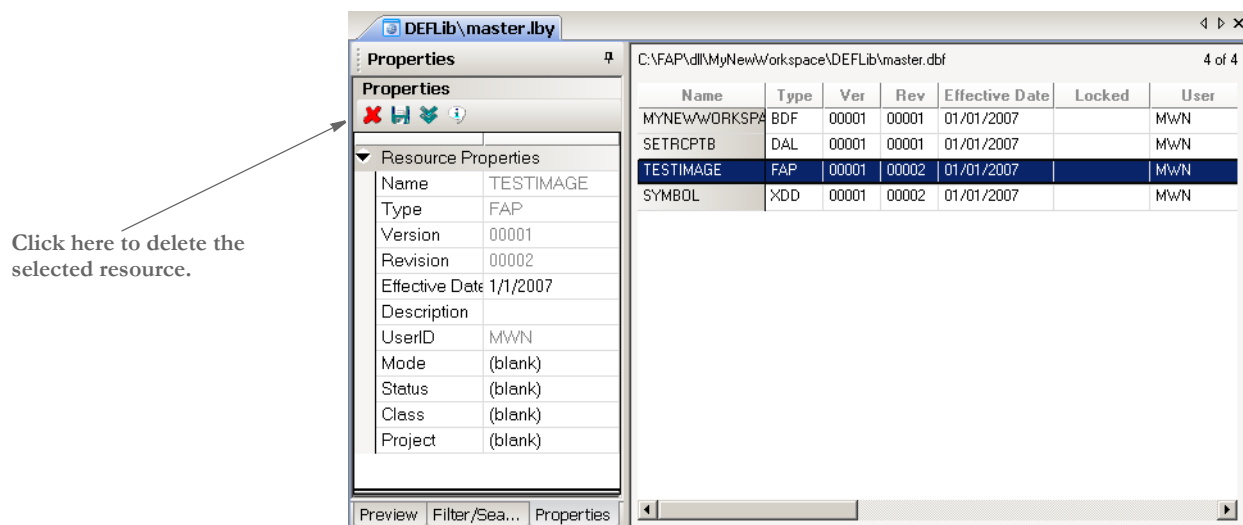 DEFLib\master.lby
Properties
C:\FAP\dll\MyNewWorkspace\DEFLib\master.dbf 4 of 4
Properties
Name Type Ver Rev Effective Date Locked User
MYNEWWORKSPA BDF 00001 00001 01/01/2007 MWN
SETRCPTB DAL 00001 00001 01/01/2007 MWN
TESTIMAGE FAP 00001 00002 01/01/2007 MWN
SYMBOL XDD 00001 00002 01/01/2007 MWN
Resource Properties
Name TESTIMAGE
Type FAP
Version 00001
Revision 00002
Effective Date 1/1/2007
Description
UserID MWN
Mode (blank)
Status (blank)
Class (blank)
Project (blank)
Preview Filter/Sea... Properties
Click here to delete the
selected resource.